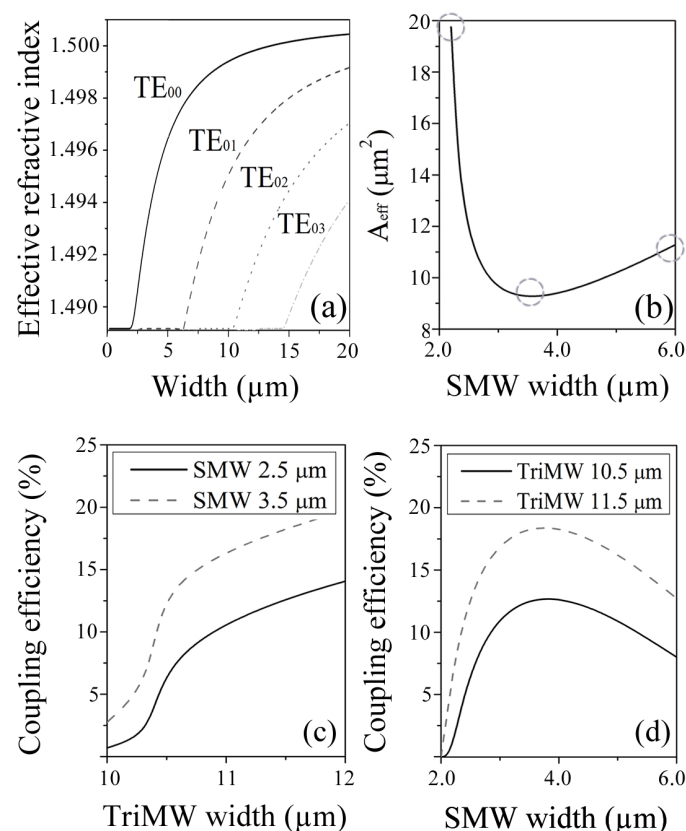 Effective refractive index
1.500
1.498
1.496
1.494
1.492
1.490
TE00
TE01
TE02
TE03
(a)
0 5 10 15 20
Width (µm)
Aeff (µm²)
20
18
16
14
12
10
8
(b)
2.0 4.0 6.0
SMW width (µm)
Coupling efficiency (%)
25
20
15
10
5
SMW 2.5 µm
SMW 3.5 µm
(c)
10 11 12
TriMW width (µm)
Coupling efficiency (%)
25
20
15
10
5
TriMW 10.5 µm
TriMW 11.5 µm
(d)
2.0 4.0 6.0
SMW width (µm)